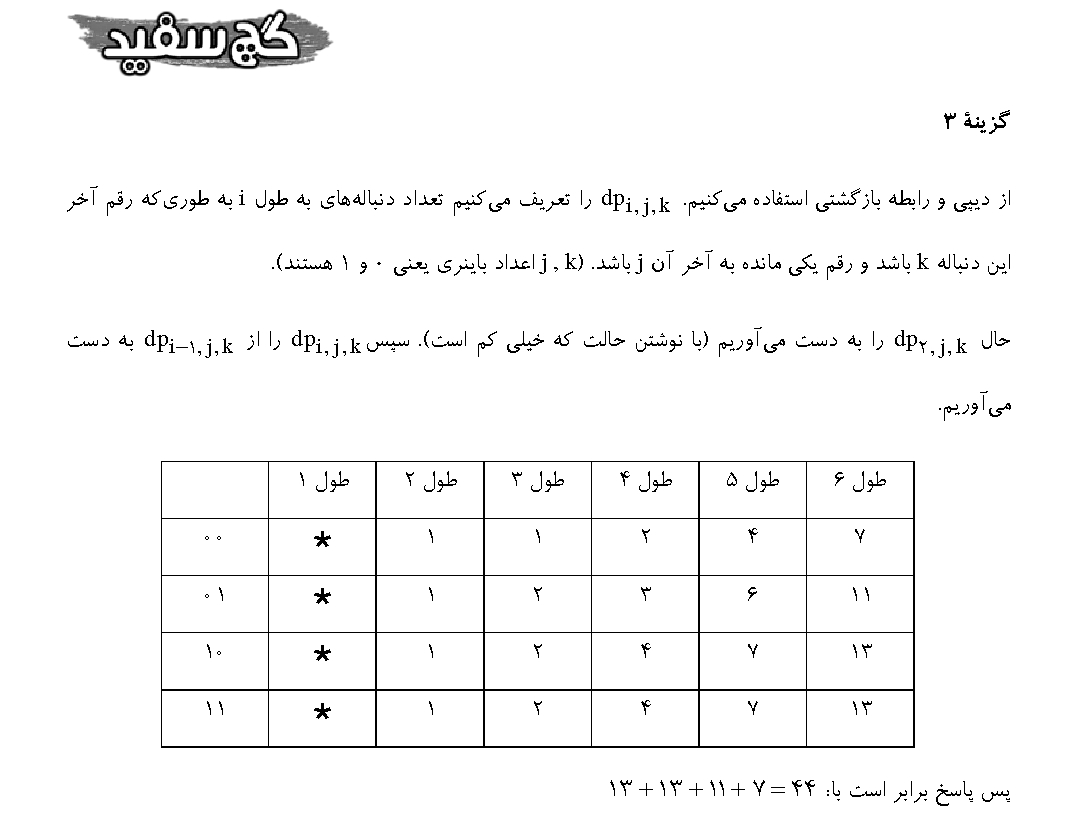 گچ سفید
گزینهٔ ۳
از دیپی و رابطه بازگشتی استفاده می‌کنیم. dpi,j,k را تعریف می‌کنیم تعداد دنباله‌های به طول i به طوری‌که رقم آخر
این دنباله k باشد و رقم یکی مانده به آخر آن j باشد. (j , k اعداد باینری یعنی ۰ و ۱ هستند).
حال dp۲,j,k را به دست می‌آوریم (با نوشتن حالت که خیلی کم است). سپس dpi,j,k را از dpi−۱,j,k به دست
می‌آوریم.
طول ۱ طول ۲ طول ۳ طول ۴ طول ۵ طول ۶
۰۰ * ۱ ۱ ۲ ۴ ۷
۰۱ * ۱ ۲ ۳ ۶ ۱۱
۱۰ * ۱ ۲ ۴ ۷ ۱۳
۱۱ * ۱ ۲ ۴ ۷ ۱۳
پس پاسخ برابر است با: ۱۳ + ۱۳ + ۱۱ + ۷ = ۴۴